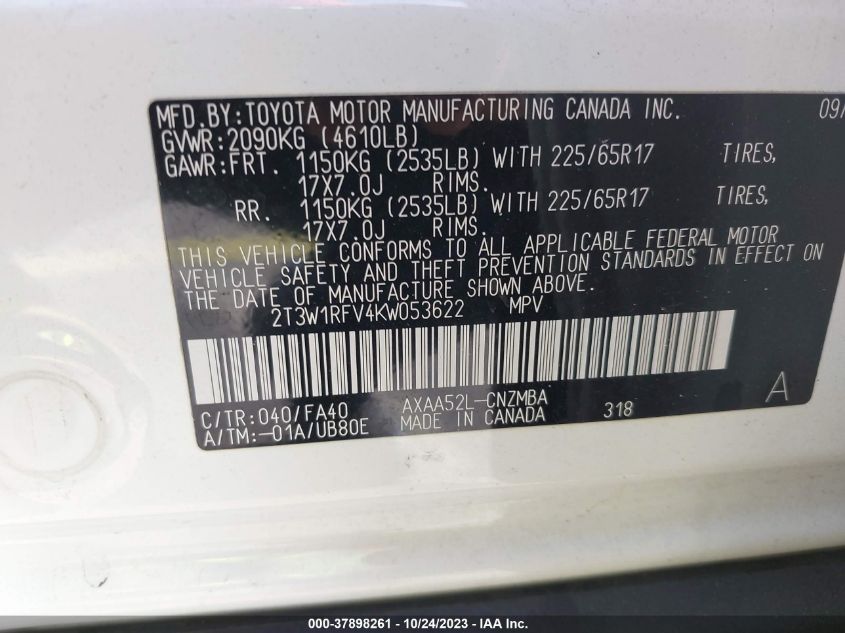 MFD.BY:TOYOTA MOTOR MANUFACTURING CANADA INC. 09/
GVWR:2090KG (4610LB)
GAWR:FRT. 1150KG (2535LB) WITH 225/65R17 TIRES,
17X7.0J RIMS.
RR. 1150KG (2535LB) WITH 225/65R17 TIRES,
17X7.0J RIMS.
THIS VEHICLE CONFORMS TO ALL APPLICABLE FEDERAL MOTOR
VEHICLE SAFETY AND THEFT PREVENTION STANDARDS IN EFFECT ON
THE DATE OF MANUFACTURE SHOWN ABOVE.
2T3W1RFV4KW053622 MPV
C/TR:040/FA40 AXAA52L-CNZMBA 318 A
A/TM:-01A/UB80E MADE IN CANADA
000-37898261 - 10/24/2023 - IAA Inc.